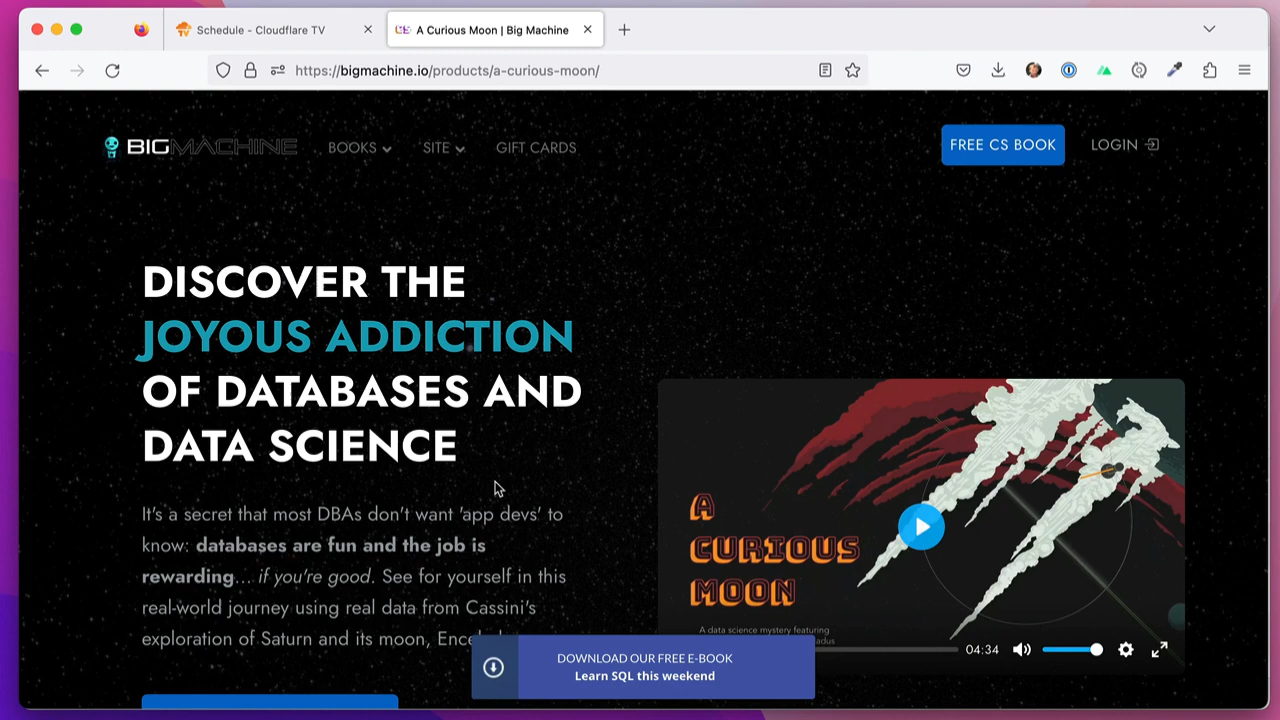 Schedule - Cloudflare TV
A Curious Moon | Big Machine
https://bigmachine.io/products/a-curious-moon/
BIGMACHINE
BOOKS
SITE
GIFT CARDS
FREE CS BOOK
LOGIN
DISCOVER THE
JOYOUS ADDICTION
OF DATABASES AND
DATA SCIENCE
It's a secret that most DBAs don't want 'app devs' to
know: databases are fun and the job is
rewarding... if you're good. See for yourself in this
real-world journey using real data from Cassini's
exploration of Saturn and its moon,
A
CURIOUS
MOON
A data science mystery featuring
04:34
DOWNLOAD OUR FREE E-BOOK
Learn SQL this weekend